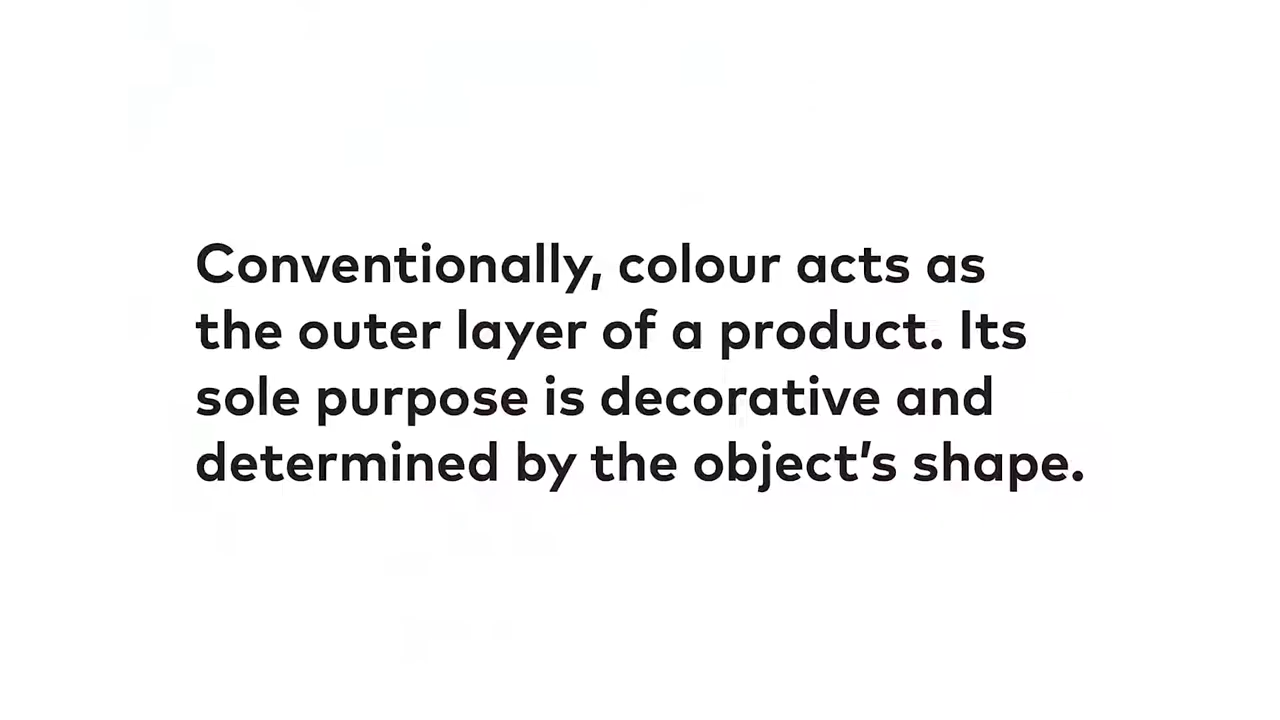 Conventionally, colour acts as
the outer layer of a product. Its
sole purpose is decorative and
determined by the object’s shape.